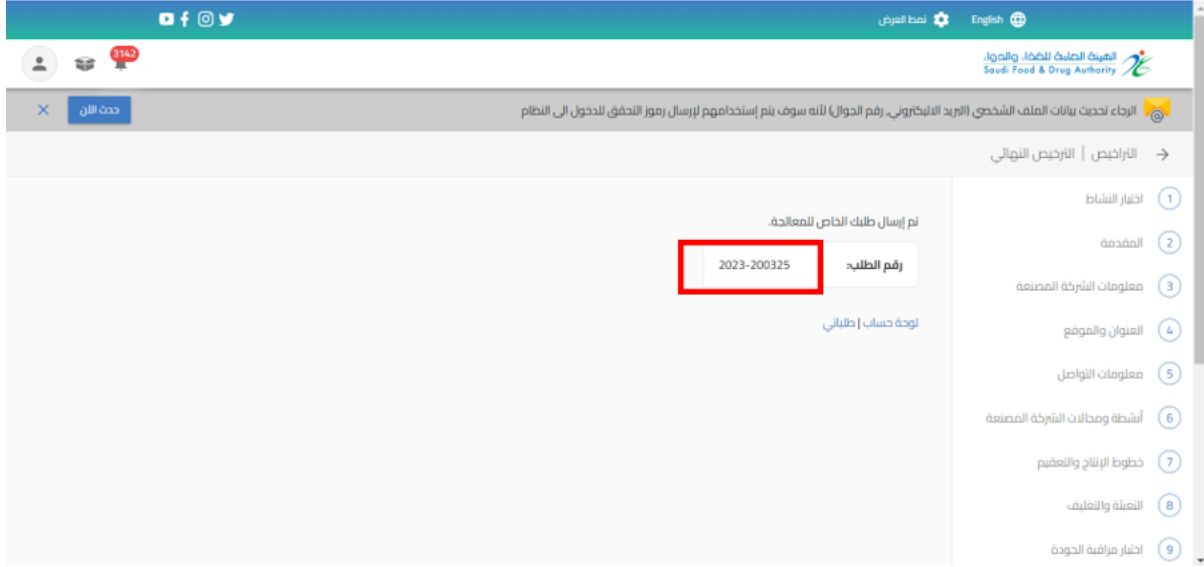 English
نمط العرض
الهيئة العامة للغذاء والدواء
Saudi Food & Drug Authority
3142
الرجاء تحديث بيانات الملف الشخصي (البريد الاليكتروني, رقم الجوال) لأنه سوف يتم إستخدامهم لإرسال رموز التحقق للدخول الى النظام
حدث الآن
التراخيص | الترخيص النهائي
1 اختيار النشاط
2 المقدمة
3 معلومات الشركة المصنعة
4 العنوان والموقع
5 معلومات التواصل
6 أنشطة ومجالات الشركة المصنعة
7 خطوط الإنتاج والتعقيم
8 التعبئة والتغليف
9 اختبار مراقبة الجودة
تم إرسال طلبك الخاص للمعالجة.
رقم الطلب: 2023-200325
لوحة حساب | طلباتي